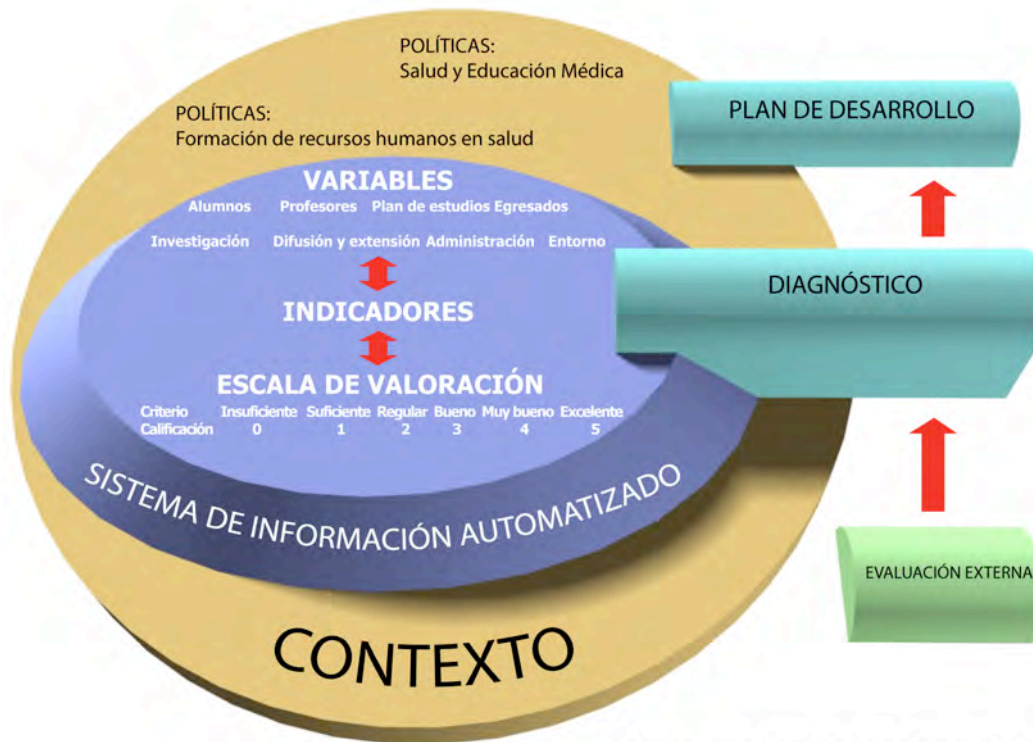 POLÍTICAS:
Salud y Educación Médica
POLÍTICAS:
Formación de recursos humanos en salud
VARIABLES
Alumnos Profesores Plan de estudios Egresados
Investigación Difusión y extensión Administración Entorno
INDICADORES
ESCALA DE VALORACIÓN
Criterio Insuficiente Suficiente Regular Bueno Muy bueno Excelente
Calificación 0 1 2 3 4 5
SISTEMA DE INFORMACIÓN AUTOMATIZADO
CONTEXTO
PLAN DE DESARROLLO
DIAGNÓSTICO
EVALUACIÓN EXTERNA